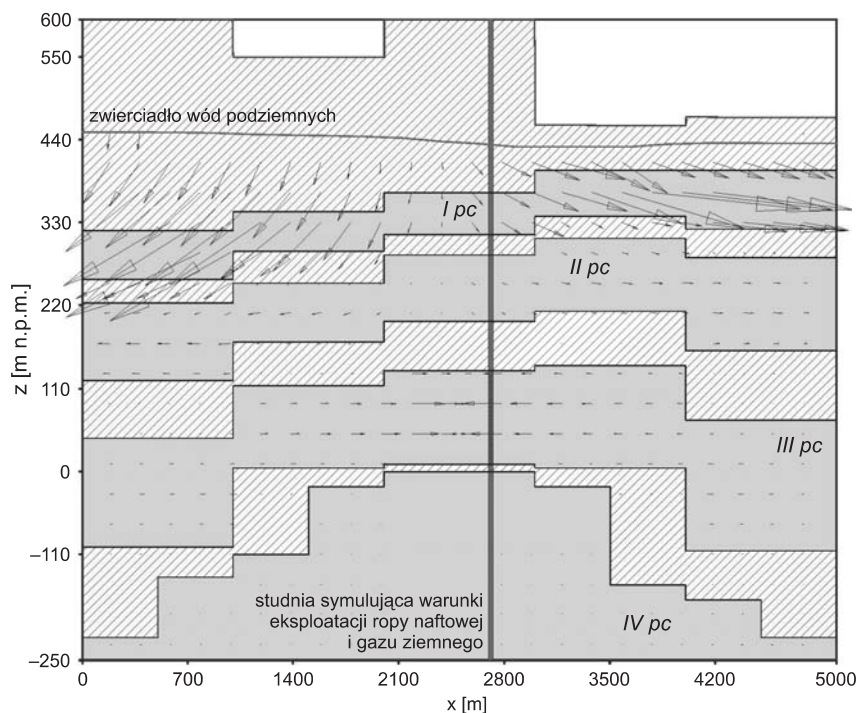 600
550
440
330
220
110
0
–110
–250
z [m n.p.m.]
zwierciadło wód podziemnych
I pc
II pc
III pc
IV pc
studnia symulująca warunki
eksploatacji ropy naftowej
i gazu ziemnego
0 700 1400 2100 2800 3500 4200 5000
x [m]